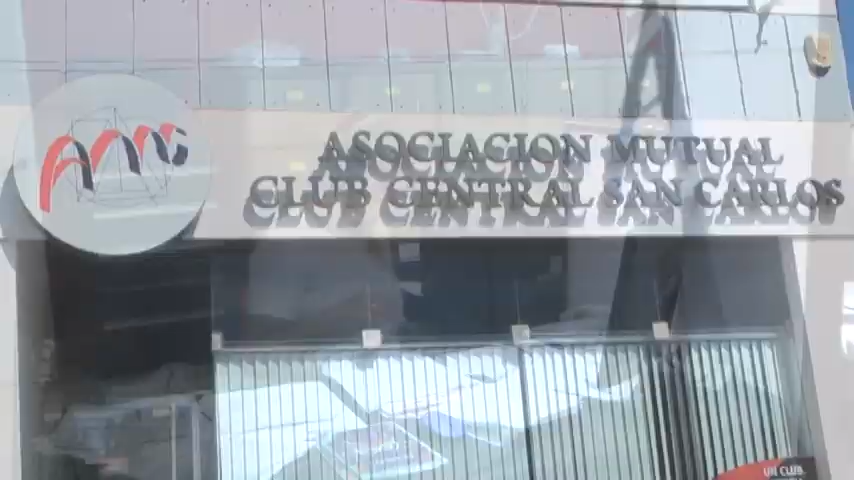 ASOCIACION MUTUAL
CLUB CENTRAL SAN CARLOS
UN CLUB